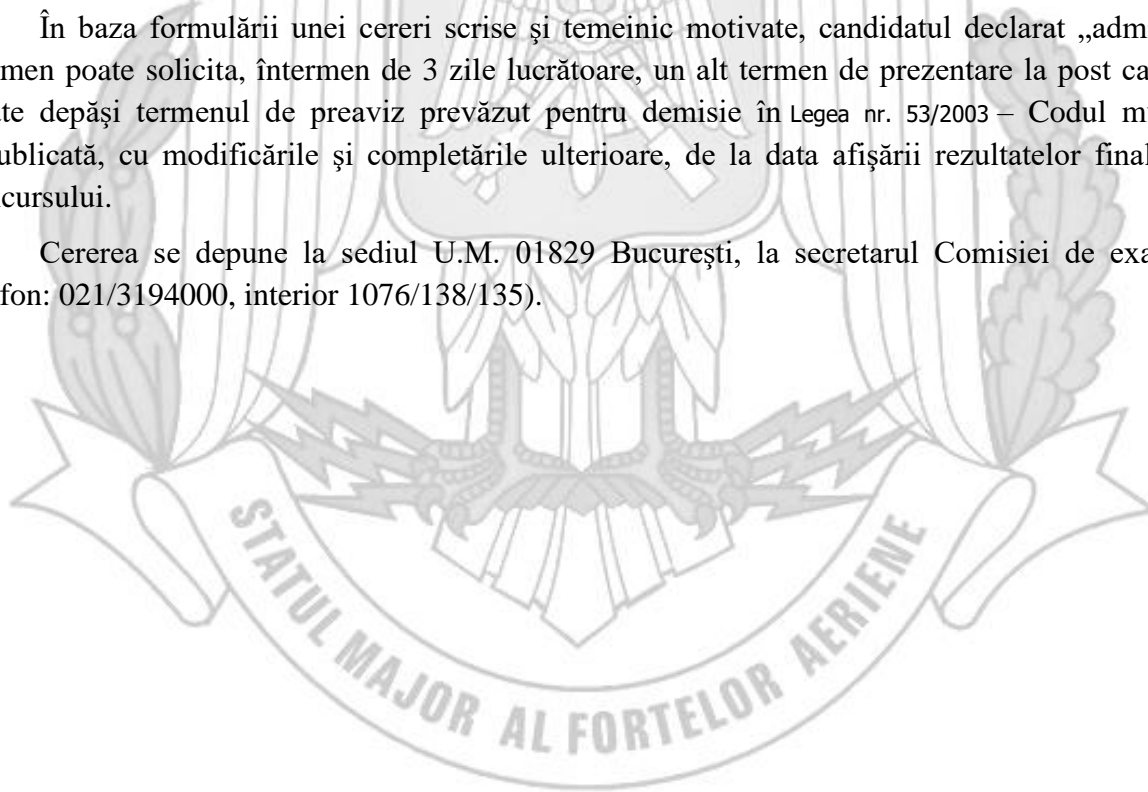 În baza formulării unei cereri scrise şi temeinic motivate, candidatul declarat „adm
men poate solicita, întermen de 3 zile lucrătoare, un alt termen de prezentare la post ca
te depăşi termenul de preaviz prevăzut pentru demisie în Legea nr. 53/2003 – Codul m
ublicată, cu modificările şi completările ulterioare, de la data afişării rezultatelor final
cursului.
Cererea se depune la sediul U.M. 01829 Bucureşti, la secretarul Comisiei de exa
fon: 021/3194000, interior 1076/138/135).
STATUL MAJOR AL FORTELOR AERIENE